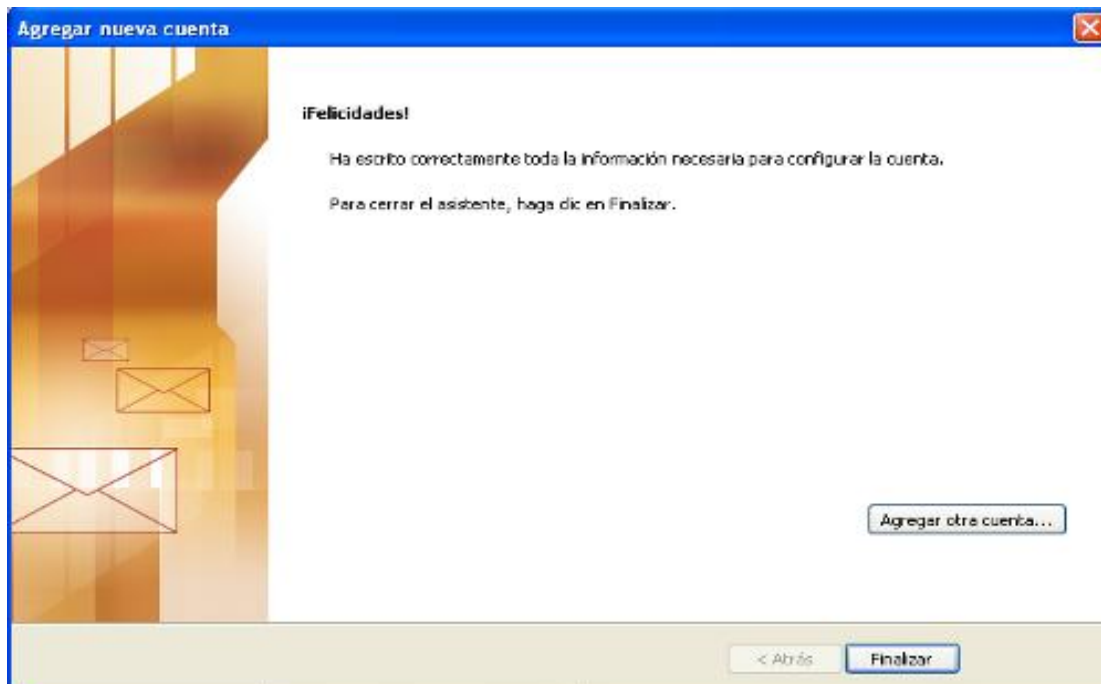 Agregar nueva cuenta
¡Felicidades!
Ha escrito correctamente toda la información necesaria para configurar la cuenta.
Para cerrar el asistente, haga clic en Finalizar.
Agregar otra cuenta...
< Atrás
Finalizar